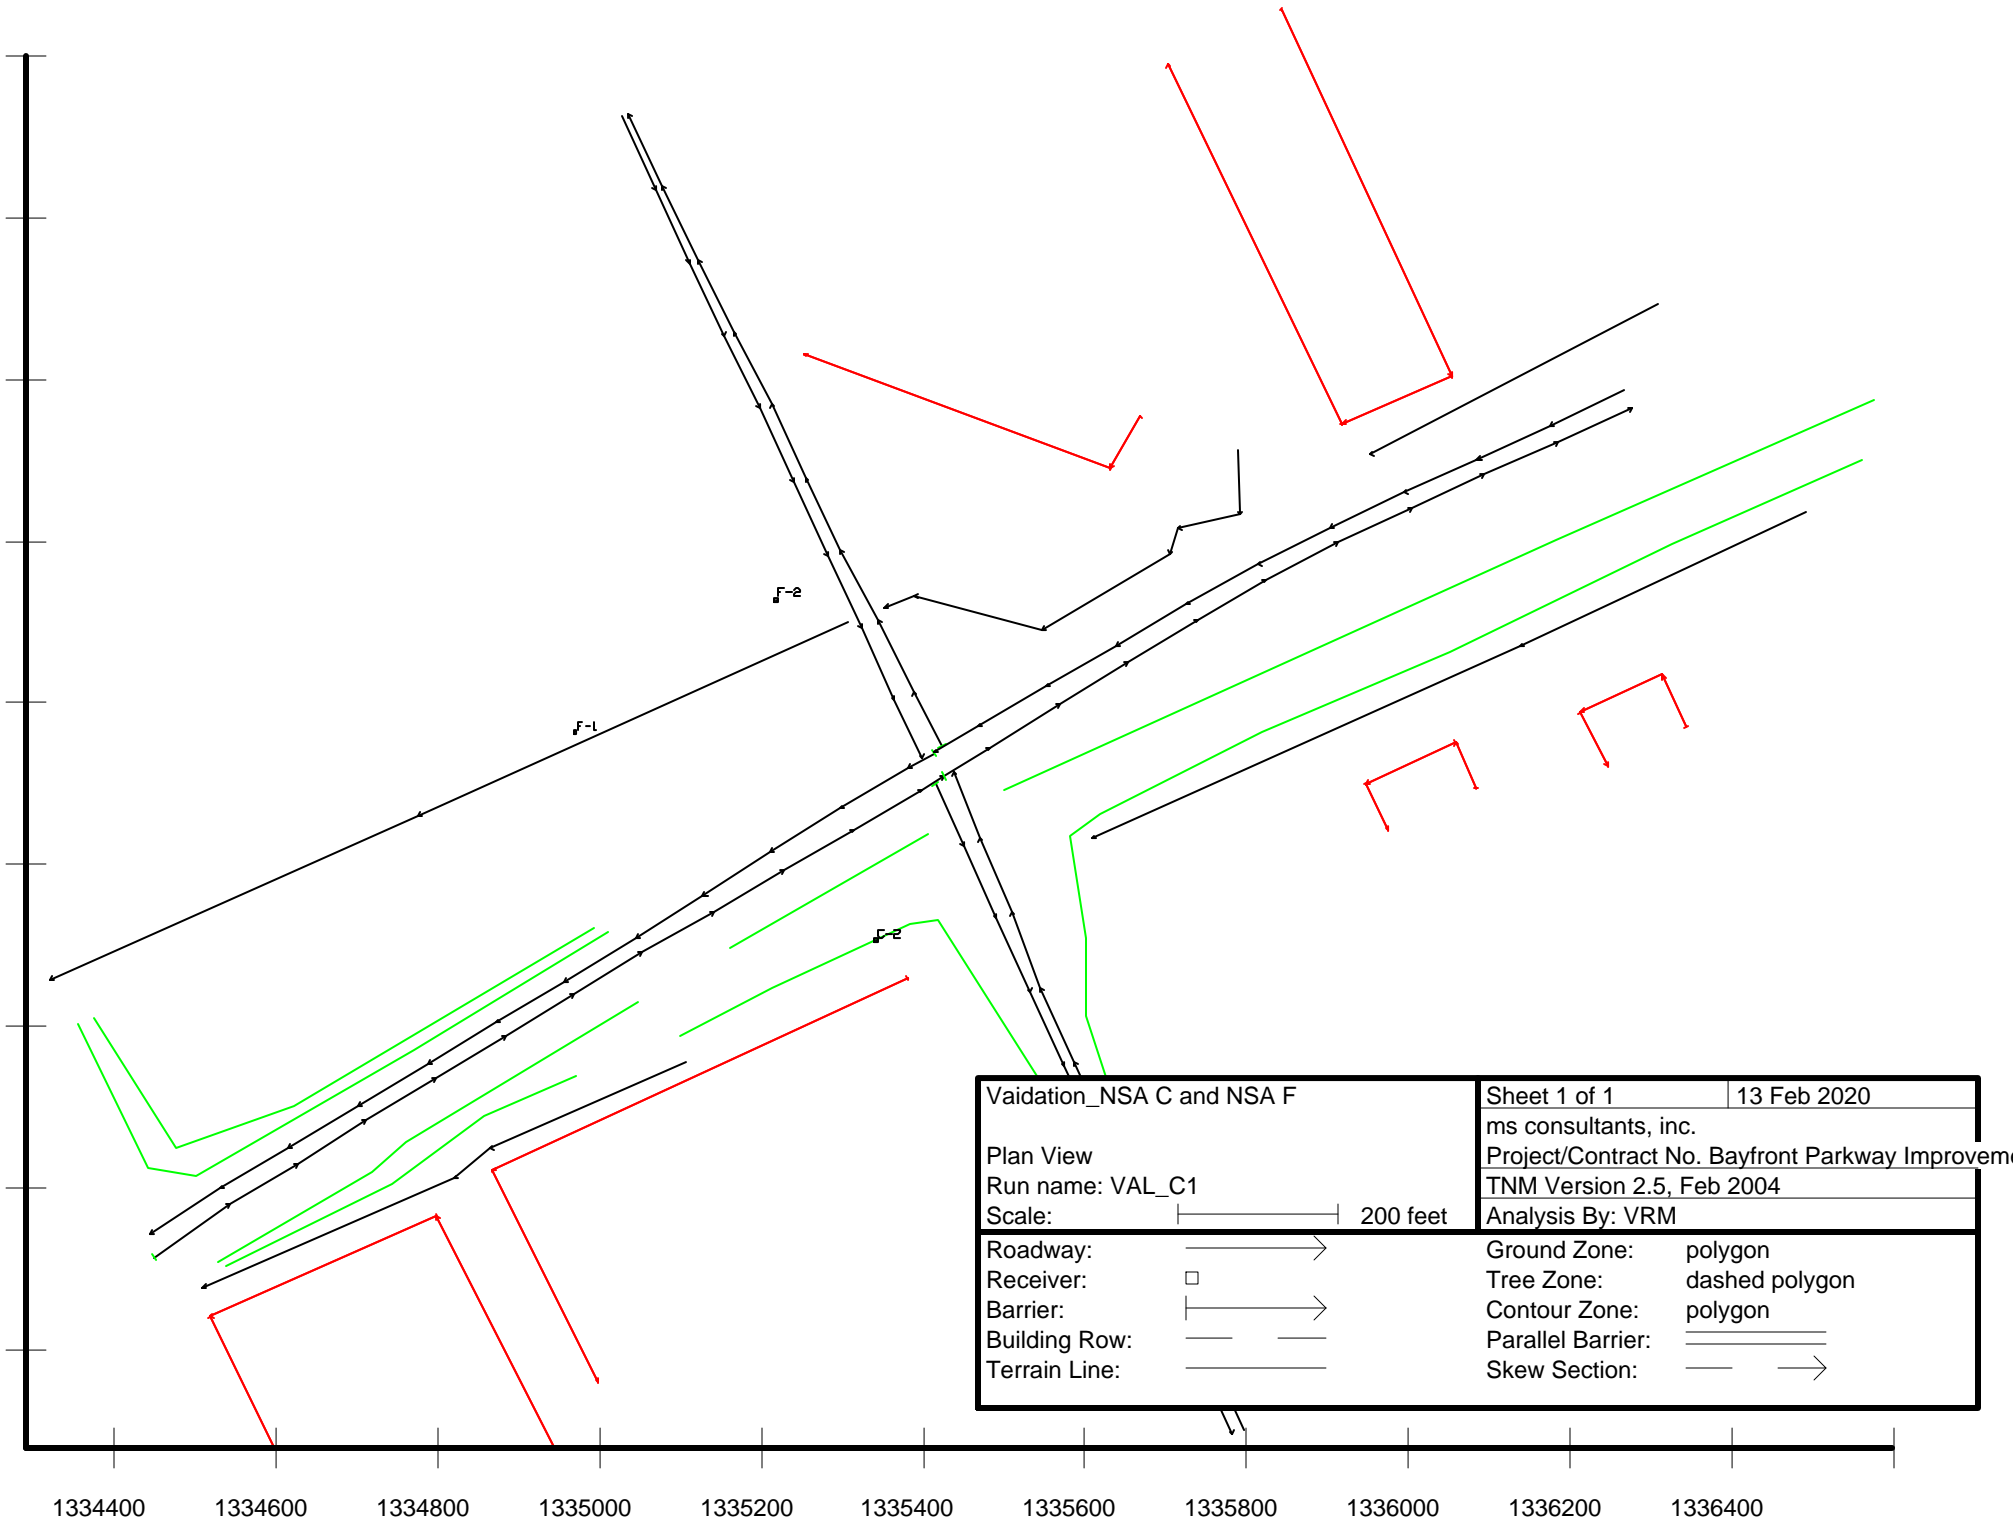 F-2
F-1
C-2
Vaidation_NSA C and NSA F
Plan View
Run name: VAL_C1
Scale: 200 feet
Sheet 1 of 1 13 Feb 2020
ms consultants, inc.
Project/Contract No. Bayfront Parkway Improveme
TNM Version 2.5, Feb 2004
Analysis By: VRM
Roadway:
Receiver:
Barrier:
Building Row:
Terrain Line:
Ground Zone: polygon
Tree Zone: dashed polygon
Contour Zone: polygon
Parallel Barrier:
Skew Section:
1334400 1334600 1334800 1335000 1335200 1335400 1335600 1335800 1336000 1336200 1336400